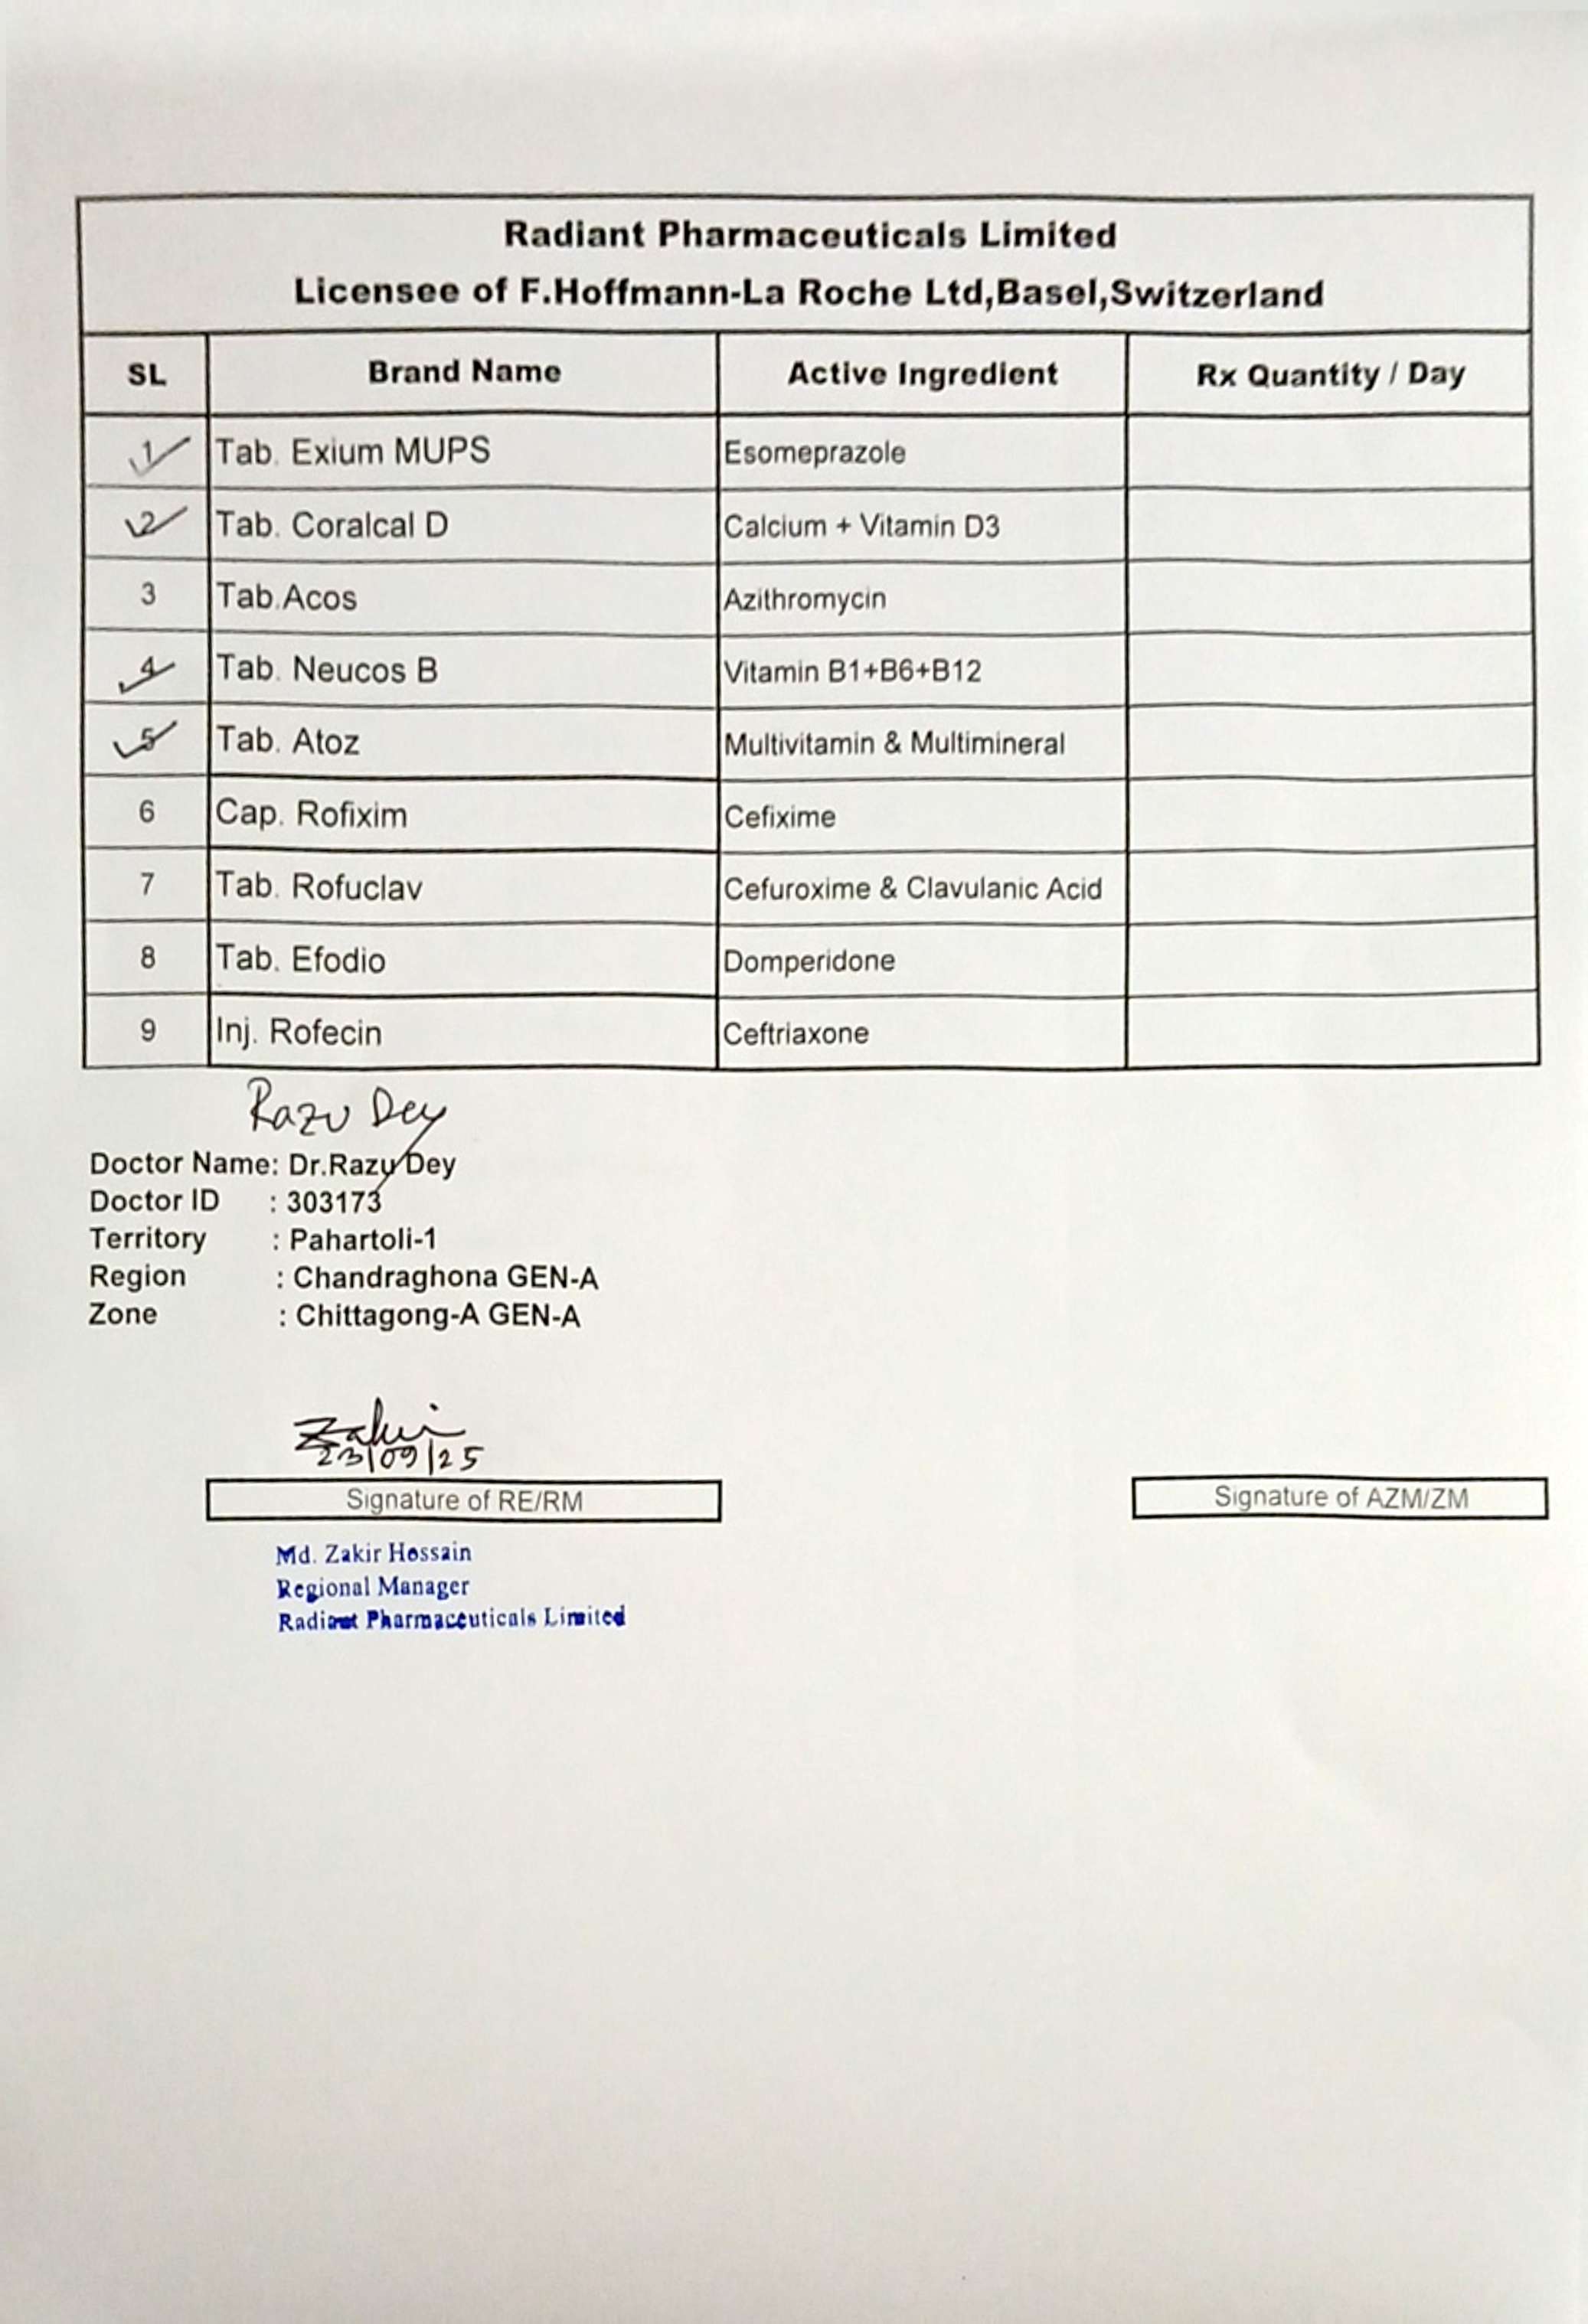 Radiant Pharmaceuticals Limited
Licensee of F.Hoffmann-La Roche Ltd,Basel,Switzerland
SL Brand Name Active Ingredient Rx Quantity / Day
1 Tab. Exium MUPS Esomeprazole
2 Tab. Coralcal D Calcium + Vitamin D3
3 Tab.Acos Azithromycin
4 Tab. Neucos B Vitamin B1+B6+B12
5 Tab. Atoz Multivitamin & Multimineral
6 Cap. Rofixim Cefixime
7 Tab. Rofuclav Cefuroxime & Clavulanic Acid
8 Tab. Efodio Domperidone
9 Inj. Rofecin Ceftriaxone
Razu Dey
Doctor Name: Dr.Razu Dey
Doctor ID : 303173
Territory : Pahartoli-1
Region : Chandraghona GEN-A
Zone : Chittagong-A GEN-A
Zakir
23/09/25
Signature of RE/RM Signature of AZM/ZM
Md. Zakir Hossain
Regional Manager
Radiant Pharmaceuticals Limited